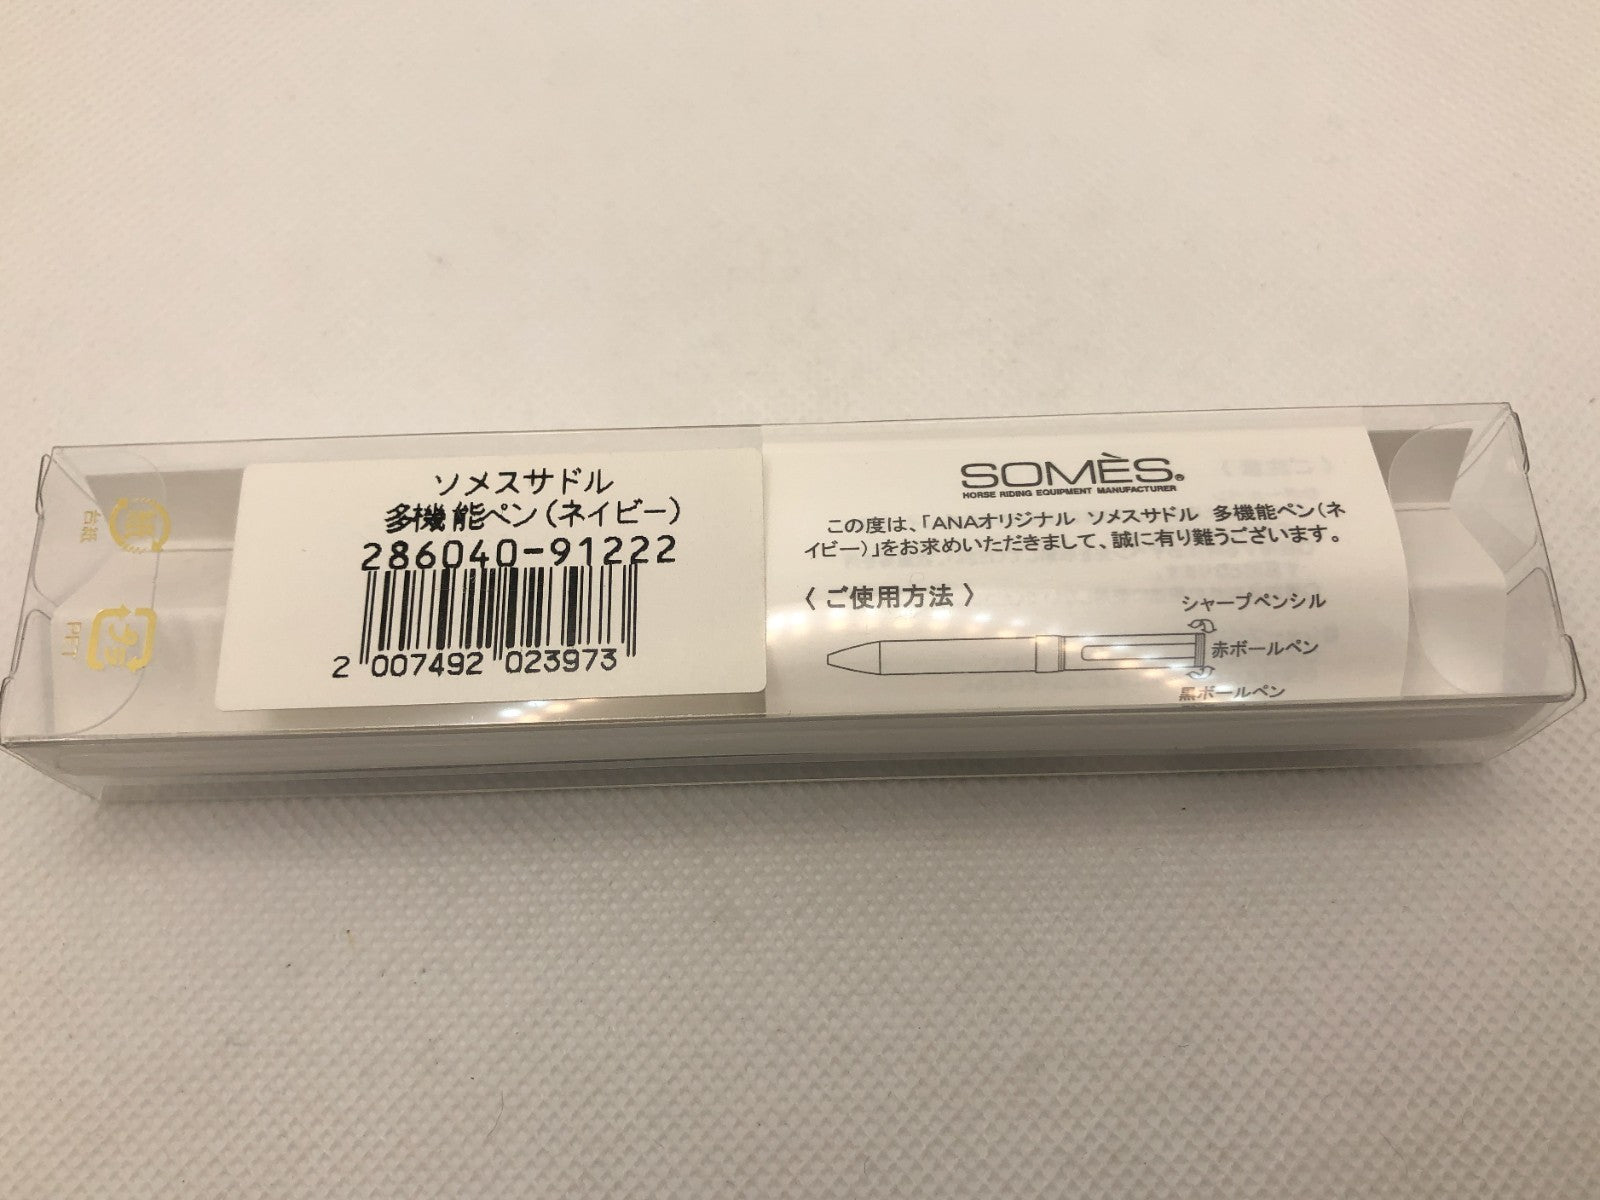 ソメスサドル
多機能ペン(ネイビー)
286040-91222
2 007492 023973
SOMÈS®
HORSE RIDING EQUIPMENT MANUFACTURER
この度は、「ANAオリジナル ソメスサドル 多機能ペン(ネ
イビー)」をお求めいただきまして、誠に有り難うございます。
〈 ご使用方法 〉
シャープペンシル
赤ボールペン
黒ボールペン
台紙
PET